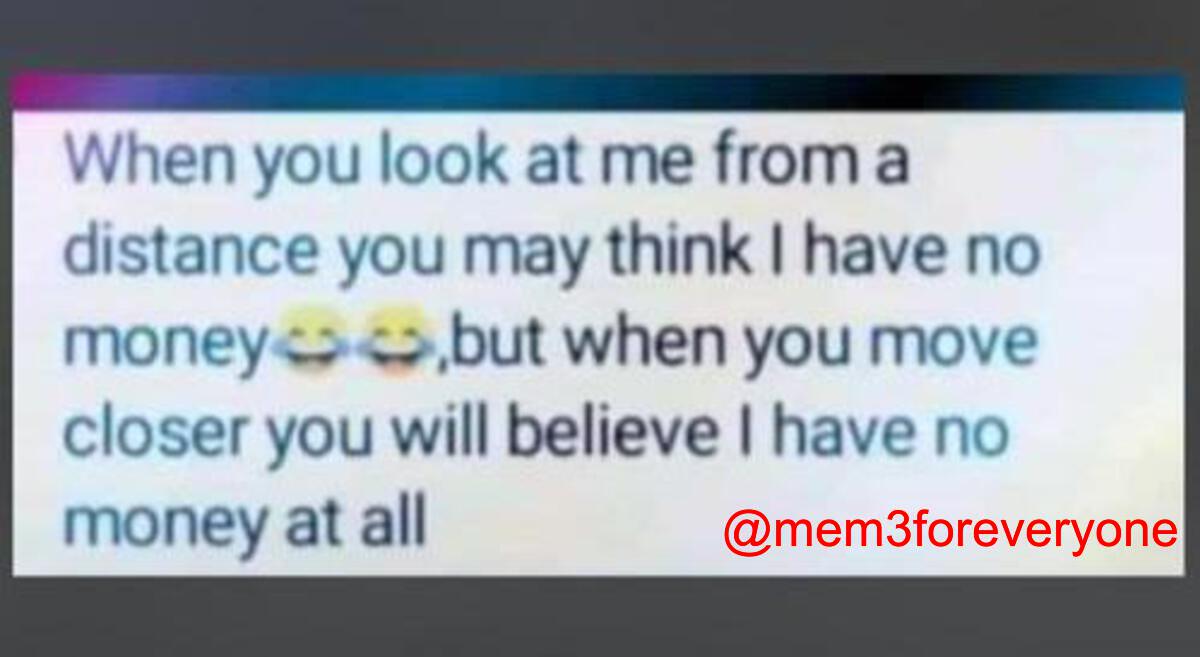 When you look at me from a
distance you may think I have no
money😂😂,but when you move
closer you will believe I have no
money at all
@mem3foreveryone